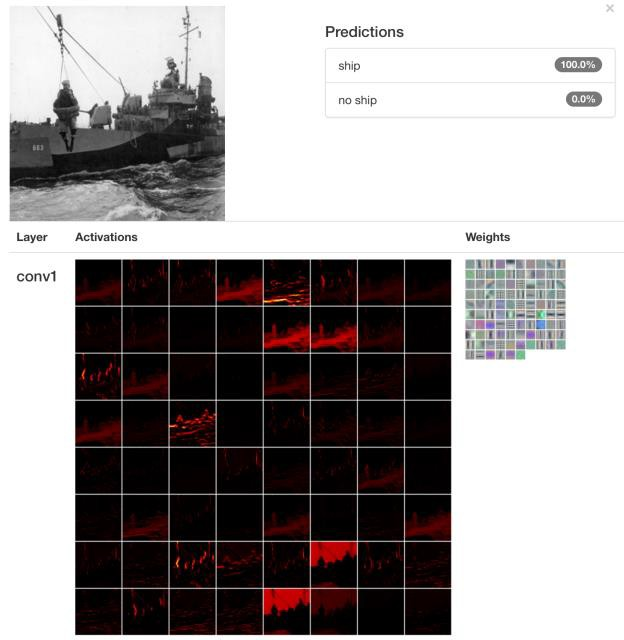 ×
Predictions
ship 100.0%
no ship 0.0%
663
Layer Activations Weights
conv1